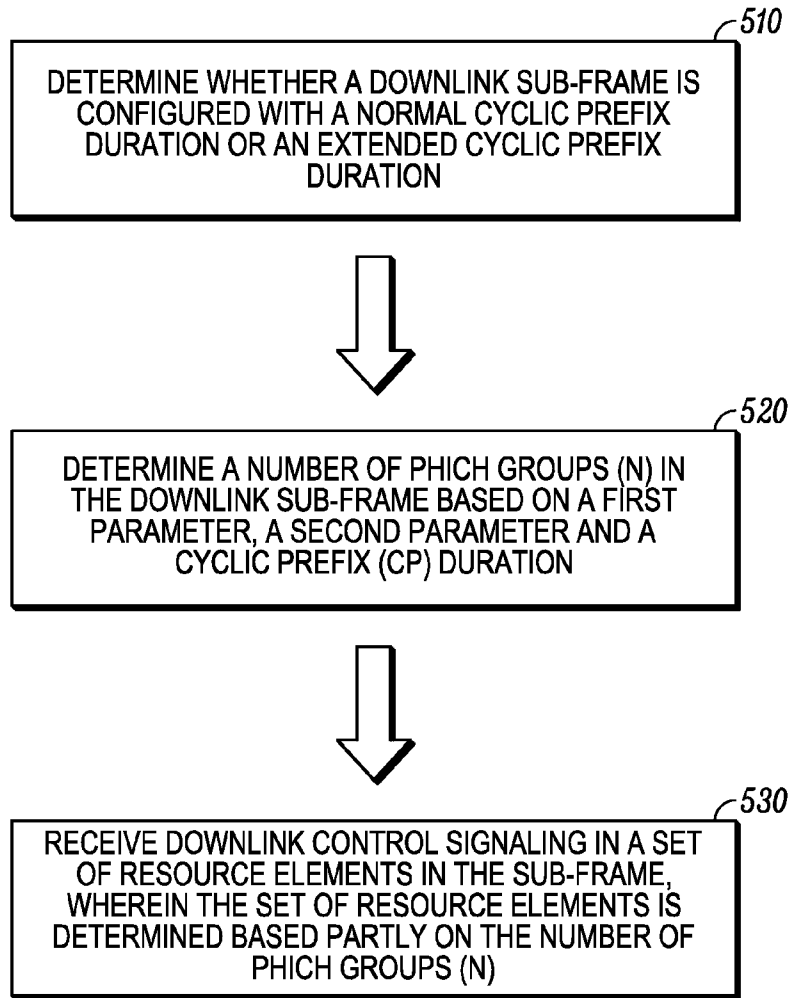 510
DETERMINE WHETHER A DOWNLINK SUB-FRAME IS
CONFIGURED WITH A NORMAL CYCLIC PREFIX
DURATION OR AN EXTENDED CYCLIC PREFIX
DURATION
520
DETERMINE A NUMBER OF PHICH GROUPS (N) IN
THE DOWNLINK SUB-FRAME BASED ON A FIRST
PARAMETER, A SECOND PARAMETER AND A
CYCLIC PREFIX (CP) DURATION
530
RECEIVE DOWNLINK CONTROL SIGNALING IN A SET
OF RESOURCE ELEMENTS IN THE SUB-FRAME,
WHEREIN THE SET OF RESOURCE ELEMENTS IS
DETERMINED BASED PARTLY ON THE NUMBER OF
PHICH GROUPS (N)